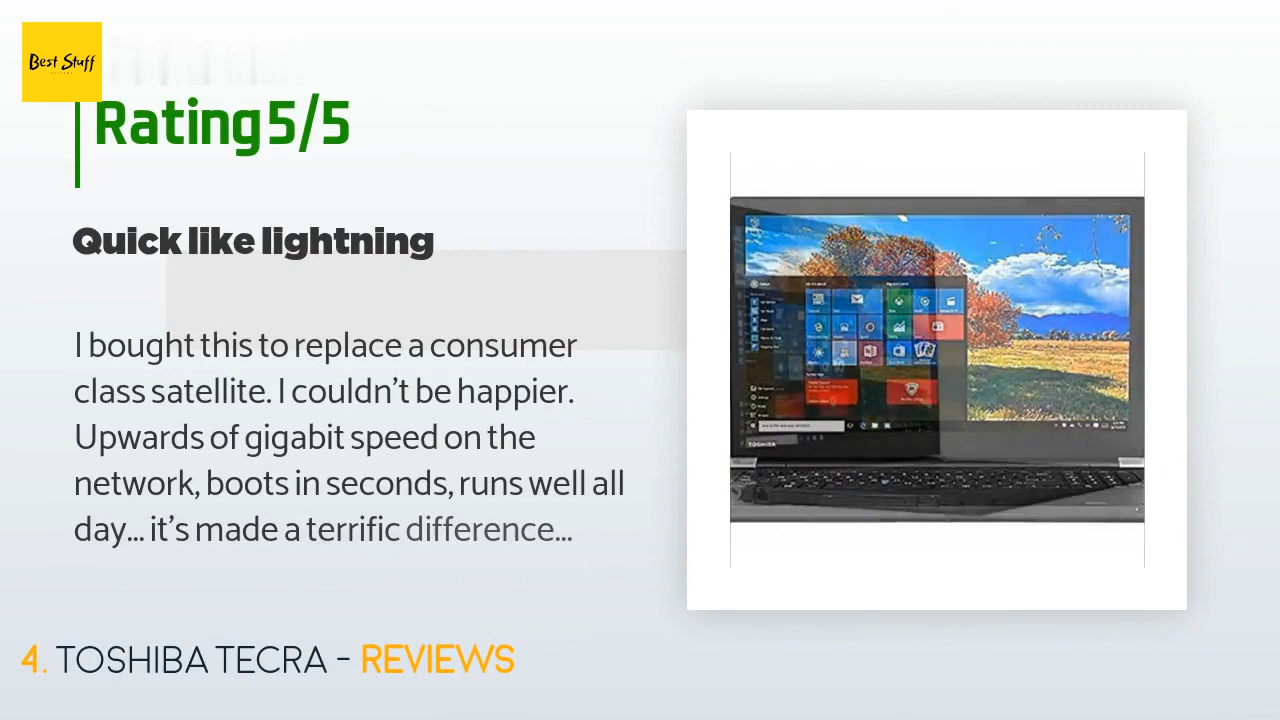 Best Stuff
Rating 5/5
Quick like lightning
I bought this to replace a consumer
class satellite. I couldn't be happier.
Upwards of gigabit speed on the
network, boots in seconds, runs well all
day... it's made a terrific difference...
TOSHIBA
4. TOSHIBA TECRA - REVIEWS